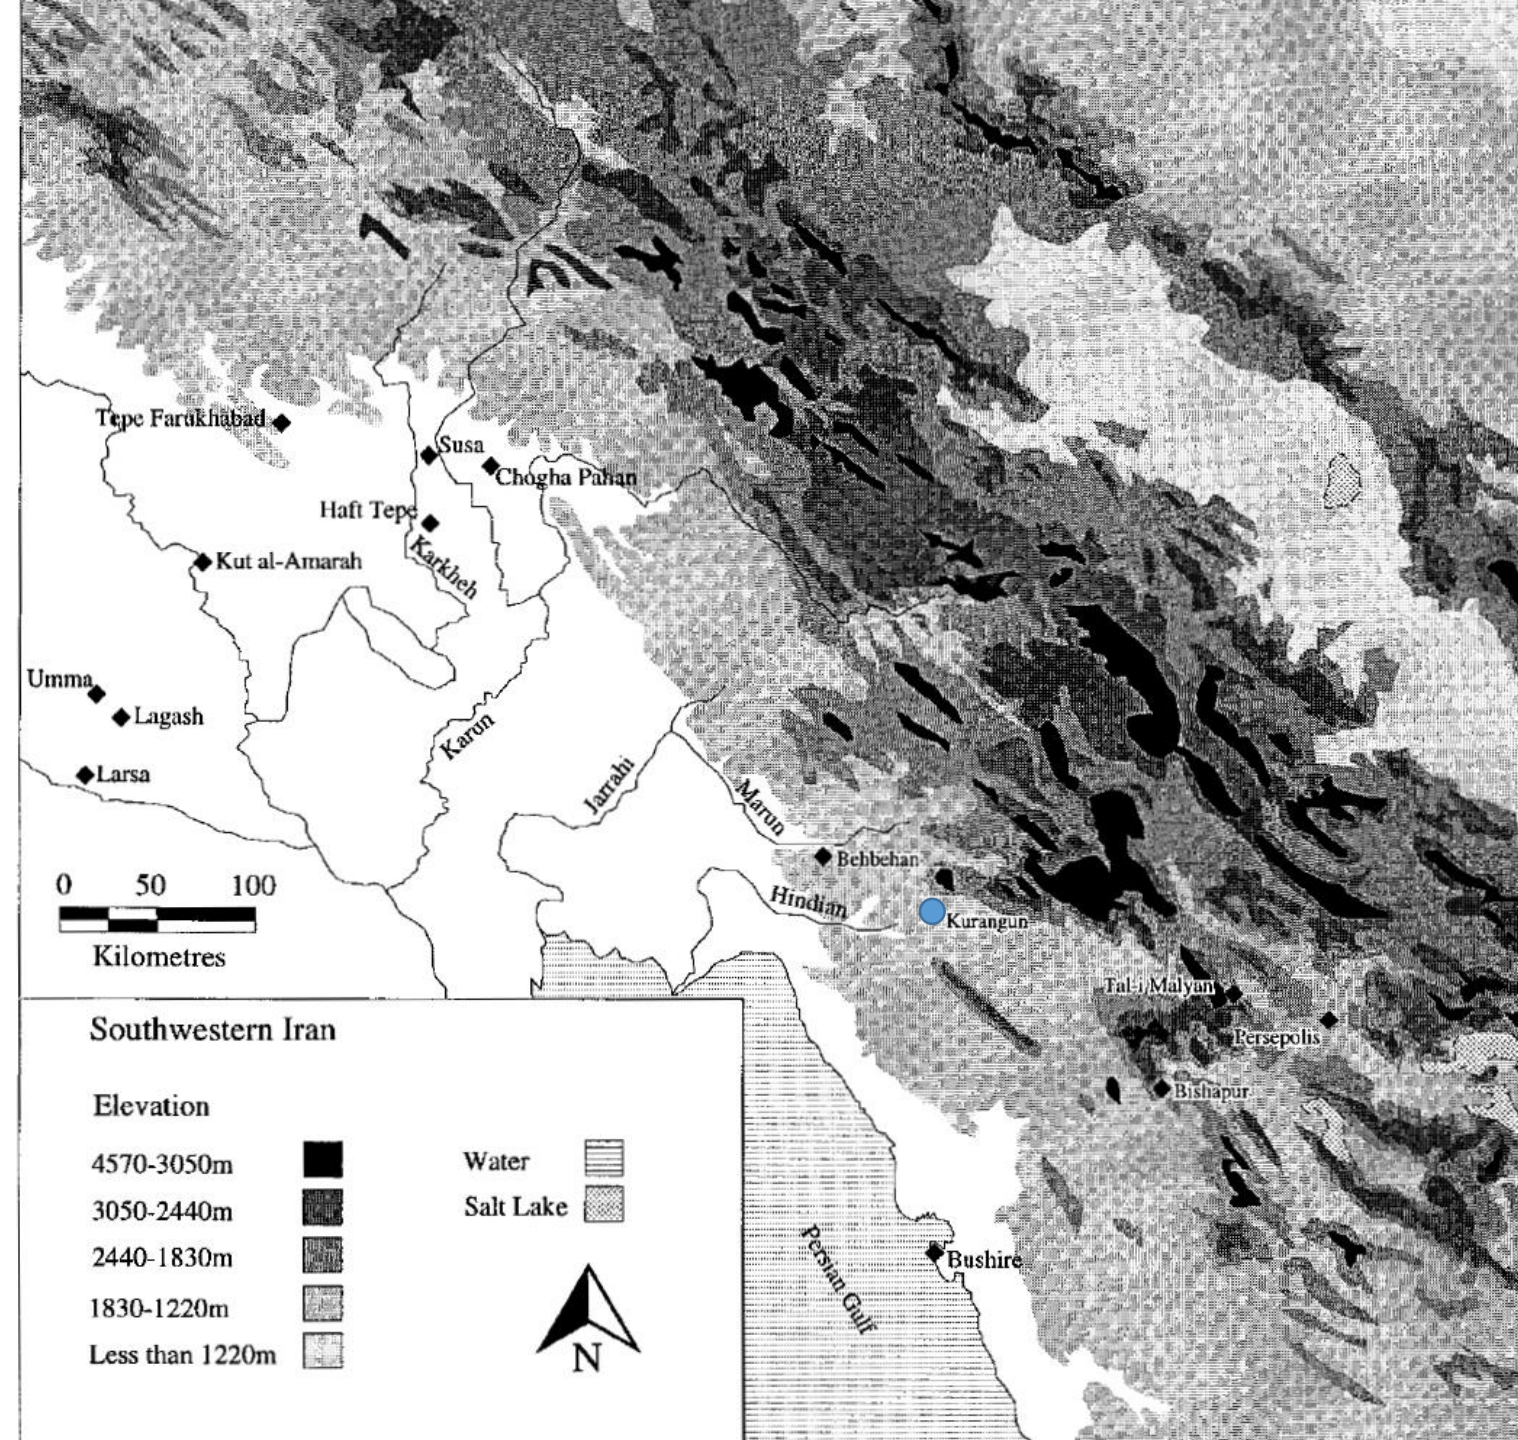 Tepe Farukhabad
Susa
Chogha Pahan
Haft Tepe
Karkheh
Kut al-Amarah
Umma
Lagash
Karun
Larsa
Jarrahi
Marun
Behbehan
Hindian
Kurangun
Tal-i Malyan
Persepolis
Bishapur
Bushire
Persian Gulf
0 50 100
Kilometres
Southwestern Iran
Elevation
4570-3050m
3050-2440m
2440-1830m
1830-1220m
Less than 1220m
Water
Salt Lake
N